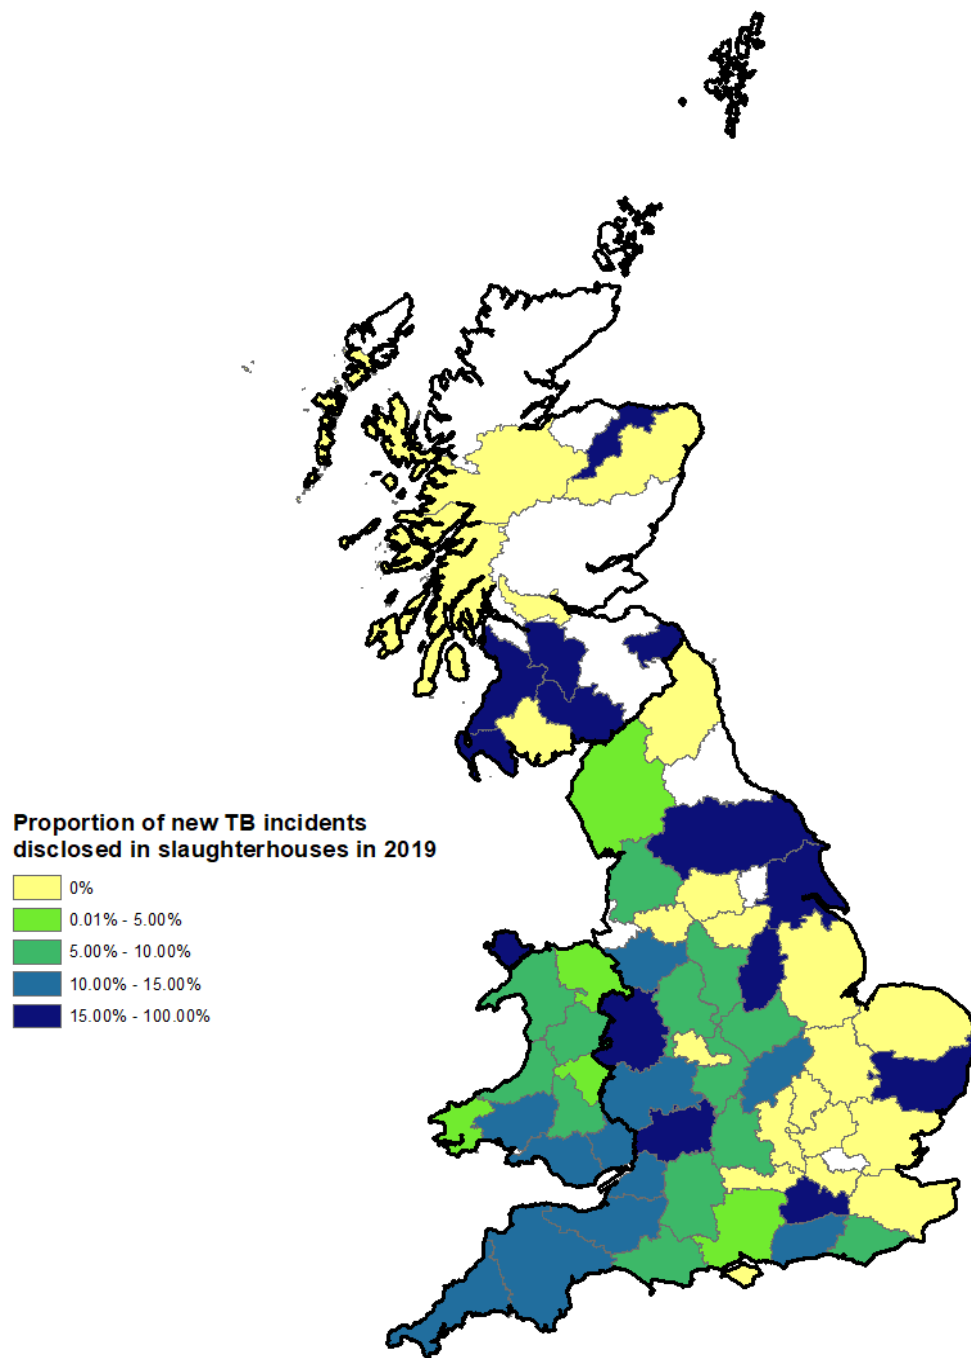 Proportion of new TB incidents
disclosed in slaughterhouses in 2019
0%
0.01% - 5.00%
5.00% - 10.00%
10.00% - 15.00%
15.00% - 100.00%